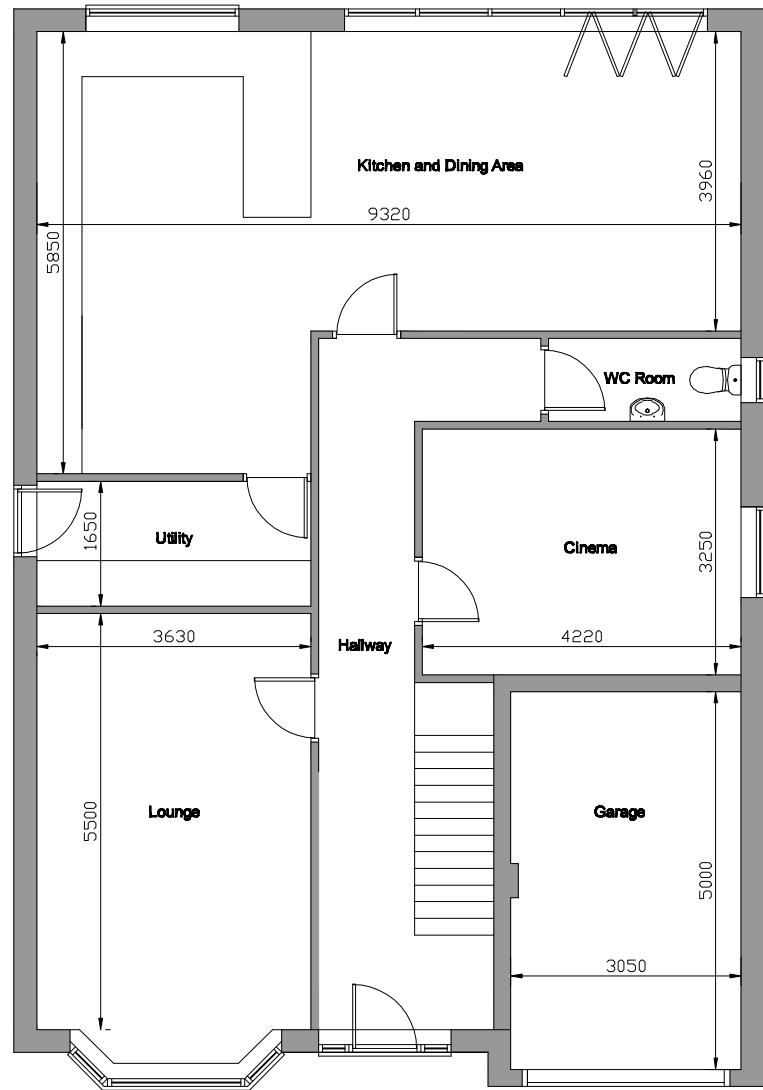 Kitchen and Dining Area
3960
9320
5850
WC Room
Utility
1650
Cinema
3250
3630
Hallway
4220
Lounge
5500
Garage
5000
3050